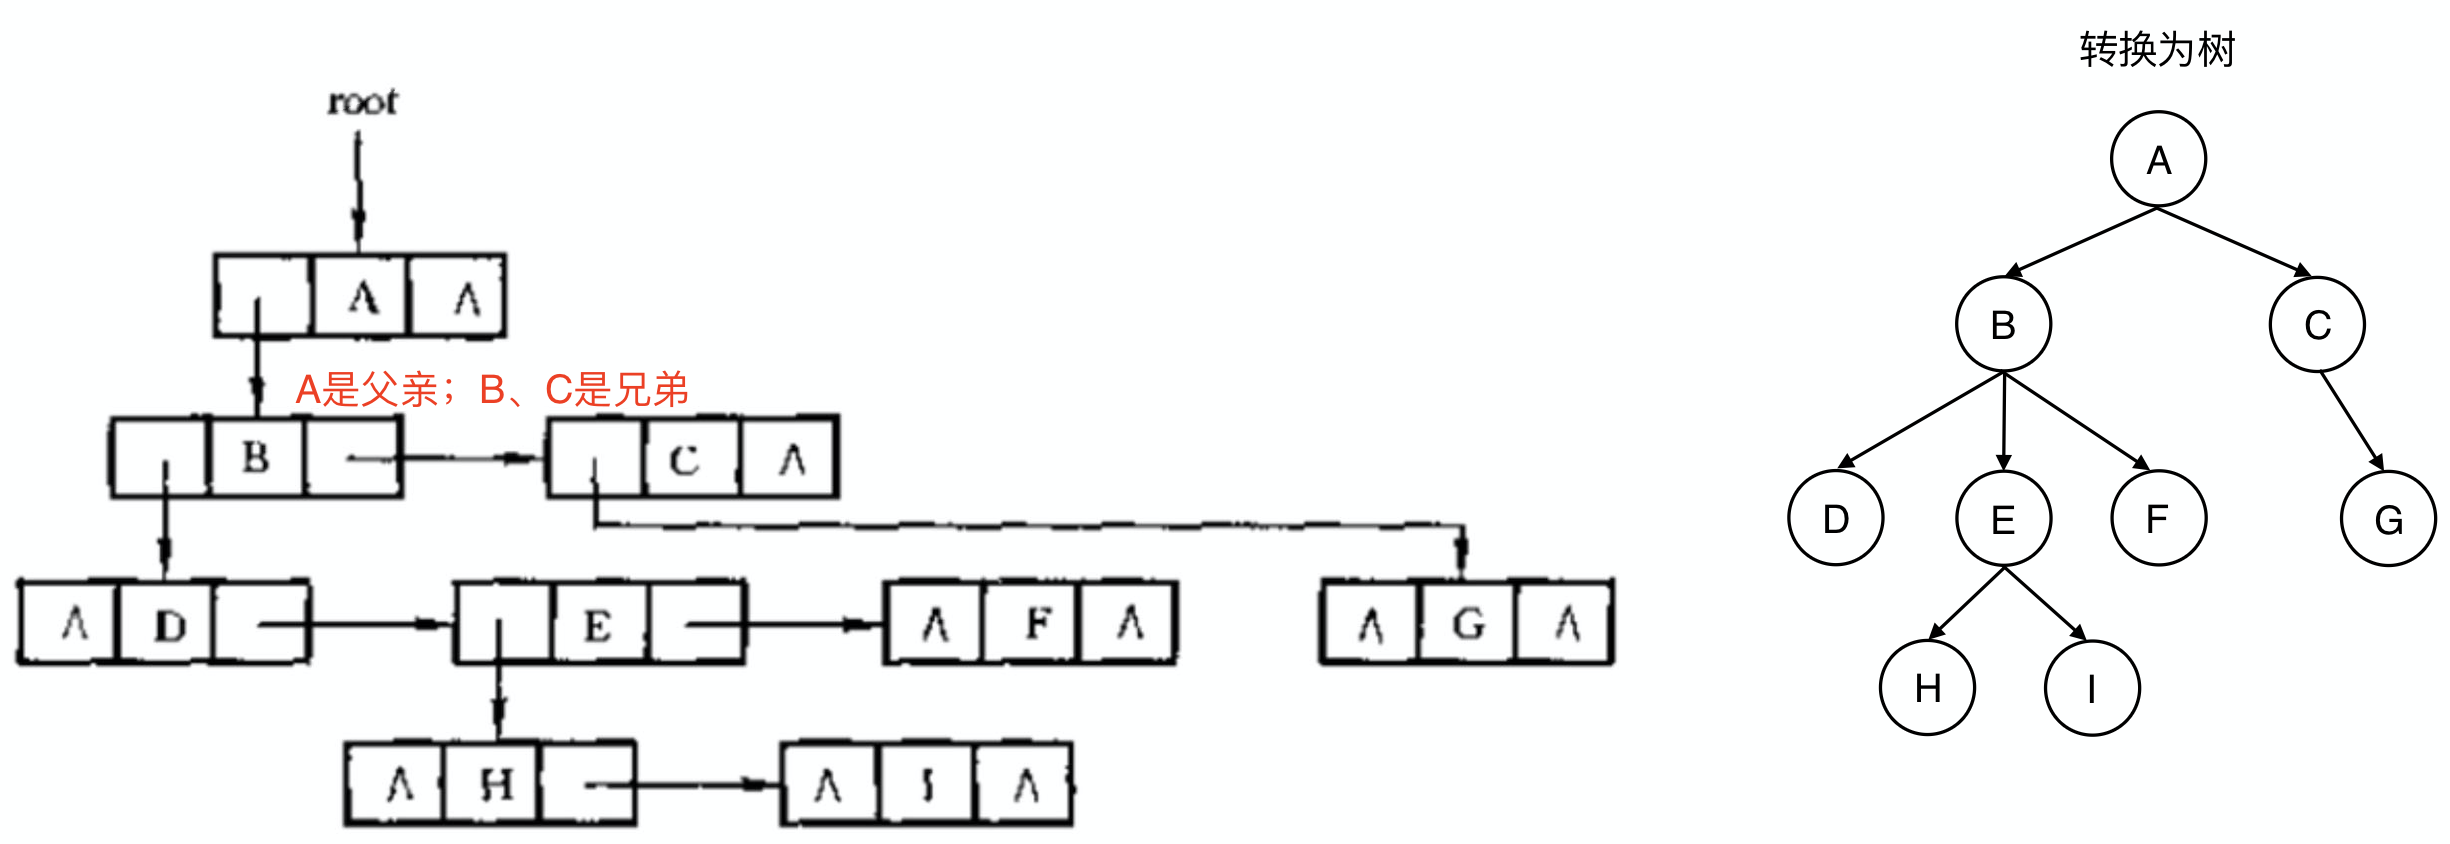 转换为树
root
A
A Λ
A是父亲；B、C是兄弟
B C Λ
B C
Λ D E Λ F Λ Λ G Λ
D E F G
Λ H Λ I Λ
H I